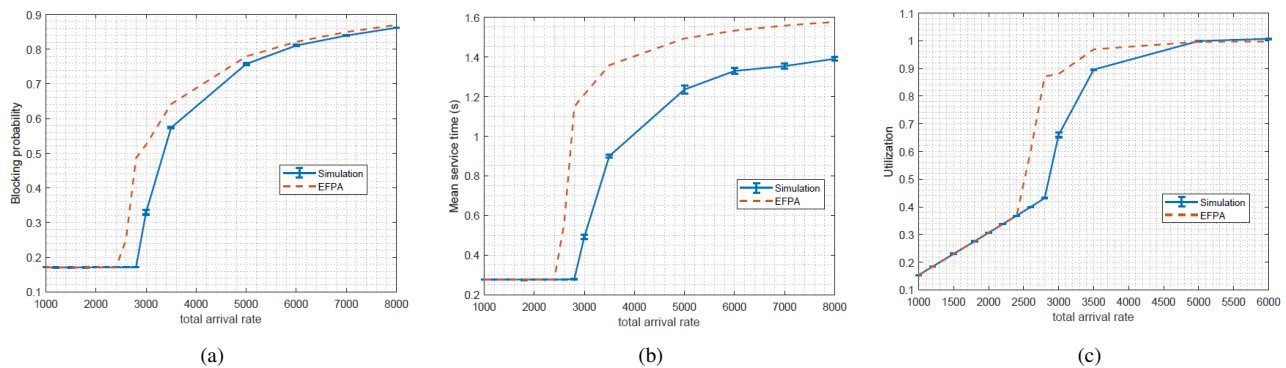 0.9
0.8
0.7
0.6
0.5
0.4
0.3
0.2
0.1
Blocking probability
Simulation
EFPA
1000 2000 3000 4000 5000 6000 7000 8000
total arrival rate
(a)
1.6
1.4
1.2
1
0.8
0.6
0.4
0.2
Mean service time (s)
Simulation
EFPA
1000 2000 3000 4000 5000 6000 7000 8000
total arrival rate
(b)
1.1
1
0.9
0.8
0.7
0.6
0.5
0.4
0.3
0.2
0.1
Utilization
Simulation
EFPA
1000 1500 2000 2500 3000 3500 4000 4500 5000 5500 6000
total arrival rate
(c)